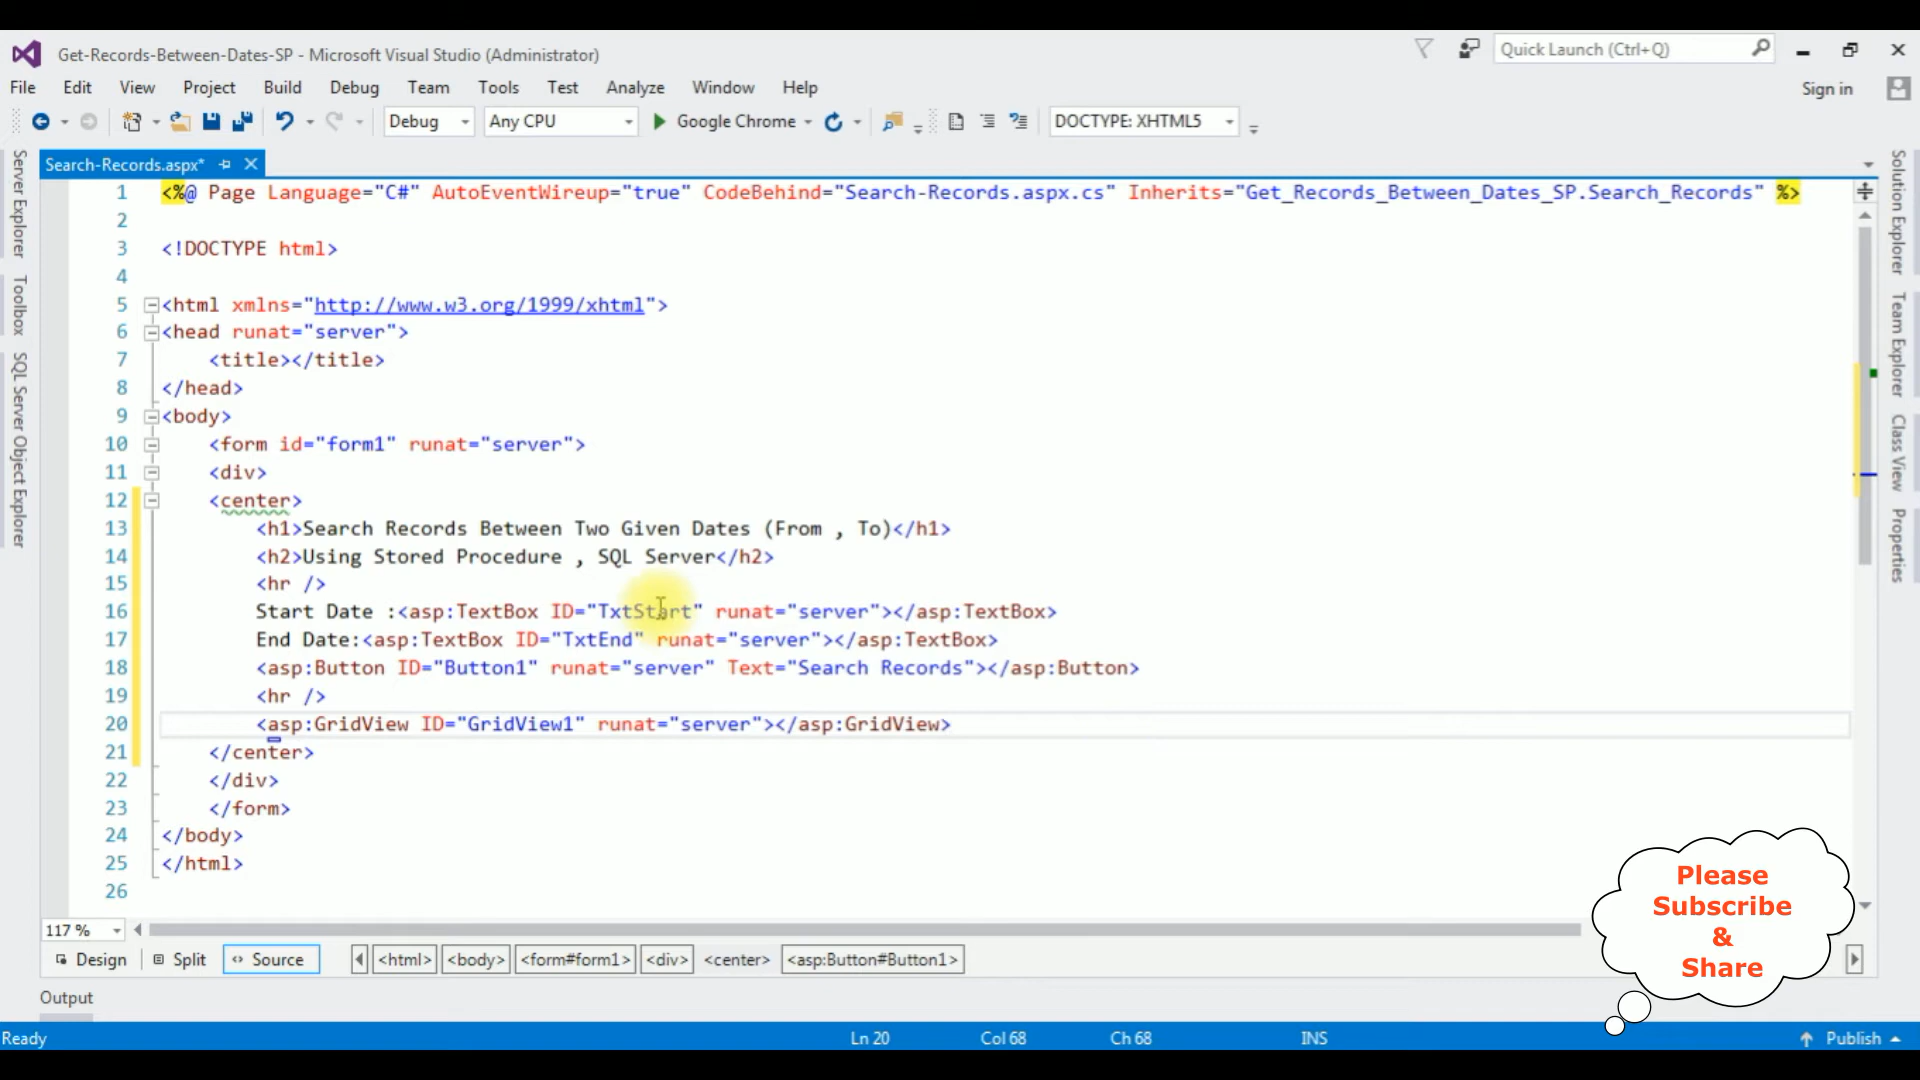 Get-Records-Between-Dates-SP - Microsoft Visual Studio (Administrator)
Quick Launch (Ctrl+Q)
File Edit View Project Build Debug Team Tools Test Analyze Window Help
Sign in
Debug Any CPU Google Chrome DOCTYPE: XHTML5
Search-Records.aspx*
Server Explorer
Toolbox
SQL Server Object Explorer
1 <%@ Page Language="C#" AutoEventWireup="true" CodeBehind="Search-Records.aspx.cs" Inherits="Get_Records_Between_Dates_SP.Search_Records" %>
2
3 <!DOCTYPE html>
4
5 <html xmlns="http://www.w3.org/1999/xhtml">
6 <head runat="server">
7 <title></title>
8 </head>
9 <body>
10 <form id="form1" runat="server">
11 <div>
12 <center>
13 <h1>Search Records Between Two Given Dates (From , To)</h1>
14 <h2>Using Stored Procedure , SQL Server</h2>
15 <hr />
16 Start Date :<asp:TextBox ID="TxtStart" runat="server"></asp:TextBox>
17 End Date:<asp:TextBox ID="TxtEnd" runat="server"></asp:TextBox>
18 <asp:Button ID="Button1" runat="server" Text="Search Records"></asp:Button>
19 <hr />
20 <asp:GridView ID="GridView1" runat="server"></asp:GridView>
21 </center>
22 </div>
23 </form>
24 </body>
25 </html>
26
Solution Explorer
Team Explorer
Class View
Properties
Please
Subscribe
&
Share
117 %
Design Split Source <html> <body> <form#form1> <div> <center> <asp:Button#Button1>
Output
Ready Ln 20 Col 68 Ch 68 INS Publish